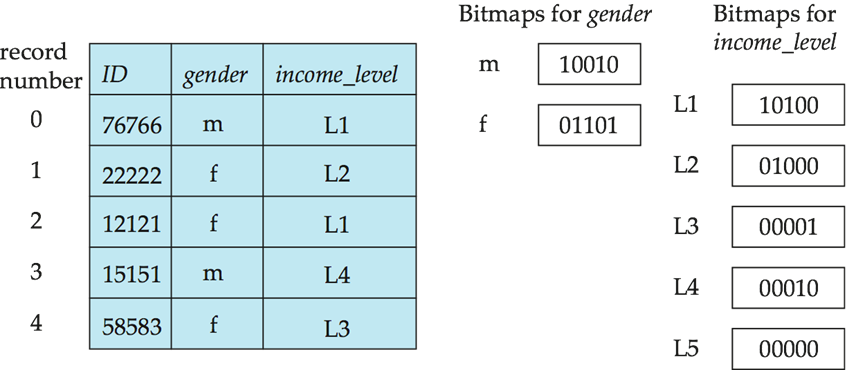 record number ID gender income_level
0 76766 m L1
1 22222 f L2
2 12121 f L1
3 15151 m L4
4 58583 f L3
Bitmaps for gender
m 10010
f 01101
Bitmaps for
income_level
L1 10100
L2 01000
L3 00001
L4 00010
L5 00000